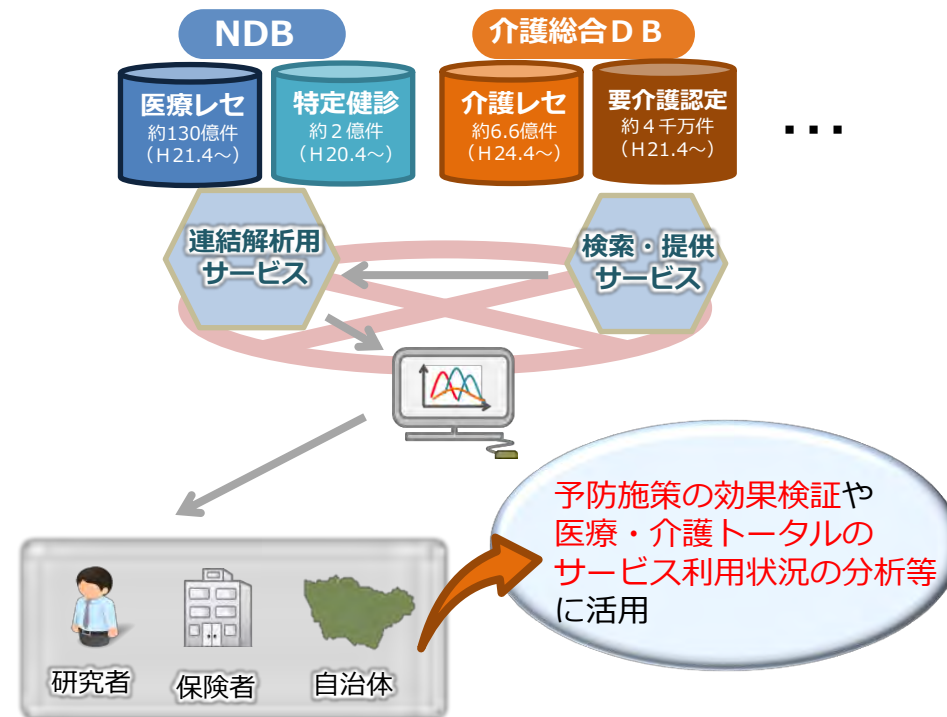 NDB
介護総合ＤＢ
医療レセ
約130億件
（H21.4～）
特定健診
約２億件
（H20.4～）
介護レセ
約6.6億件
（H24.4～）
要介護認定
約４千万件
（H21.4～）
・・・
連結解析用
サービス
検索・提供
サービス
予防施策の効果検証や
医療・介護トータルの
サービス利用状況の分析等
に活用
研究者
保険者
自治体